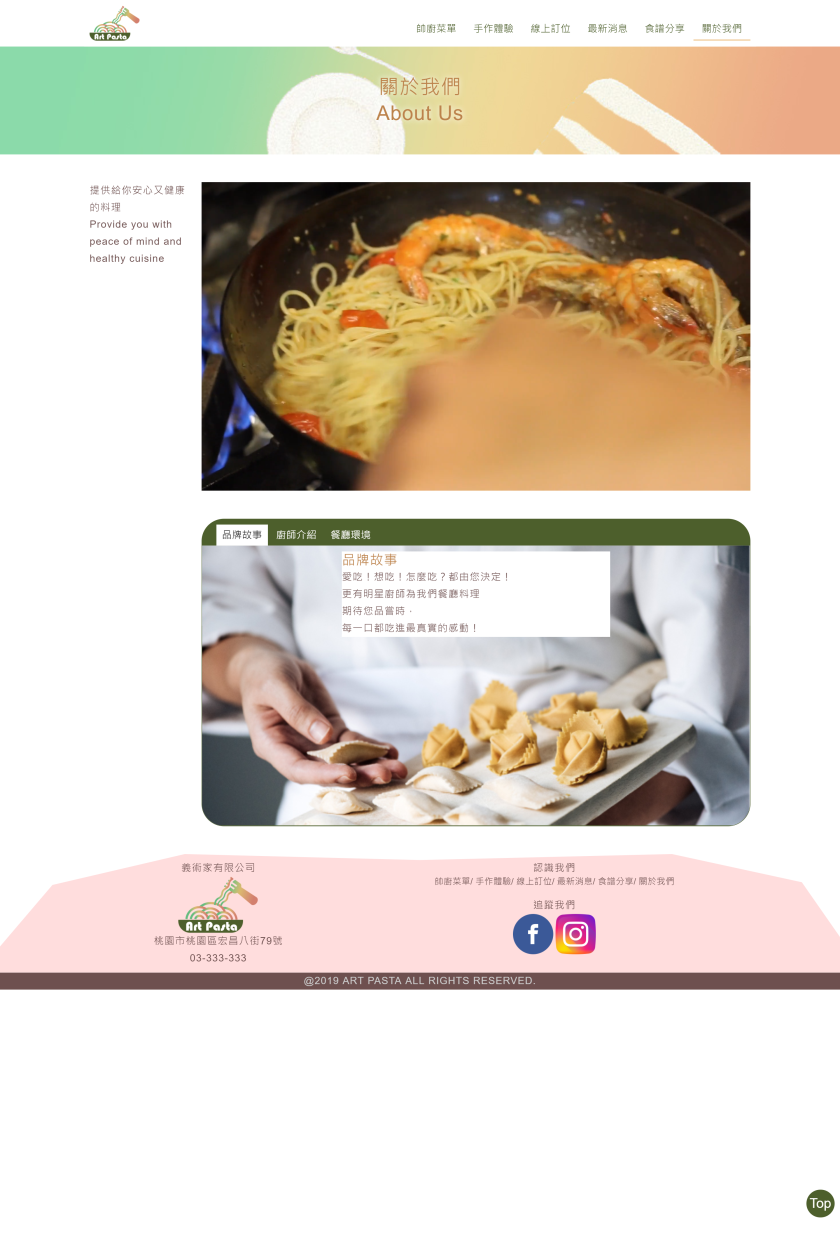 Art Pasta
帥廚菜單 手作體驗 線上訂位 最新消息 食譜分享 關於我們
關於我們
About Us
提供給你安心又健康
的料理
Provide you with
peace of mind and
healthy cuisine
品牌故事 廚師介紹 餐廳環境
品牌故事
愛吃！想吃！怎麼吃？都由您決定！
更有明星廚師為我們餐廳料理
期待您品嘗時，
每一口都吃進最真實的感動！
義術家有限公司
Art Pasta
桃園市桃園區宏昌八街79號
03-333-333
認識我們
帥廚菜單/ 手作體驗/ 線上訂位/ 最新消息/ 食譜分享/ 關於我們
追蹤我們
@2019 ART PASTA ALL RIGHTS RESERVED.
Top